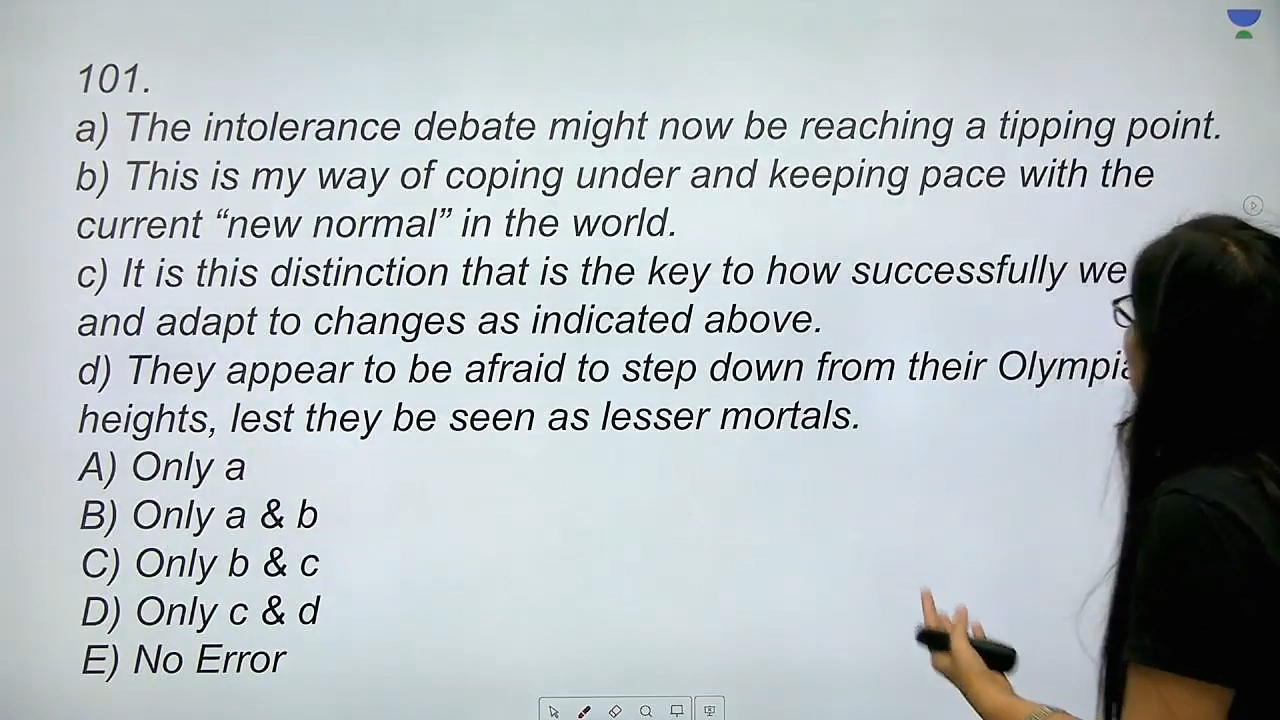 101.
a) The intolerance debate might now be reaching a tipping point.
b) This is my way of coping under and keeping pace with the
current “new normal” in the world.
c) It is this distinction that is the key to how successfully we
and adapt to changes as indicated above.
d) They appear to be afraid to step down from their
heights, lest they be seen as lesser mortals.
A) Only a
B) Only a & b
C) Only b & c
D) Only c & d
E) No Error